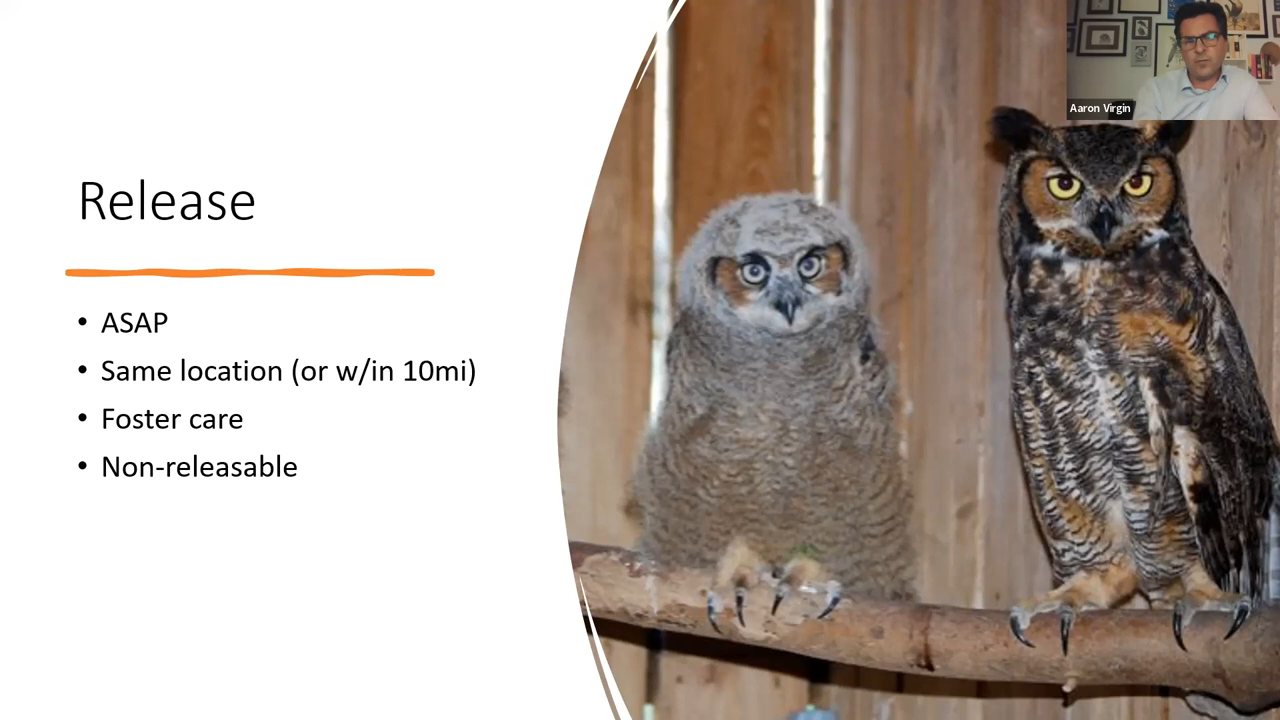 Aaron Virgin
Release
• ASAP
• Same location (or w/in 10mi)
• Foster care
• Non-releasable